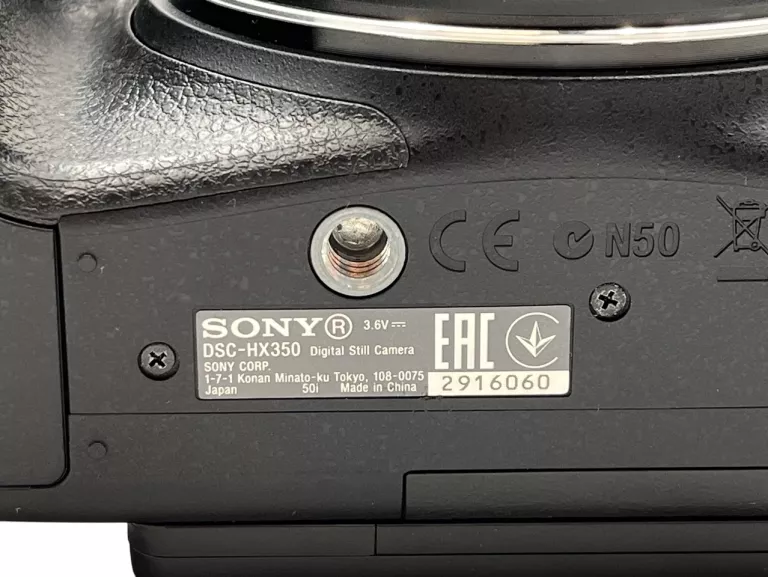 CE N50
SONY® 3.6V⎓
DSC-HX350 Digital Still Camera
SONY CORP.
1-7-1 Konan Minato-ku Tokyo, 108-0075
Japan 50i Made in China
EAC
2916060